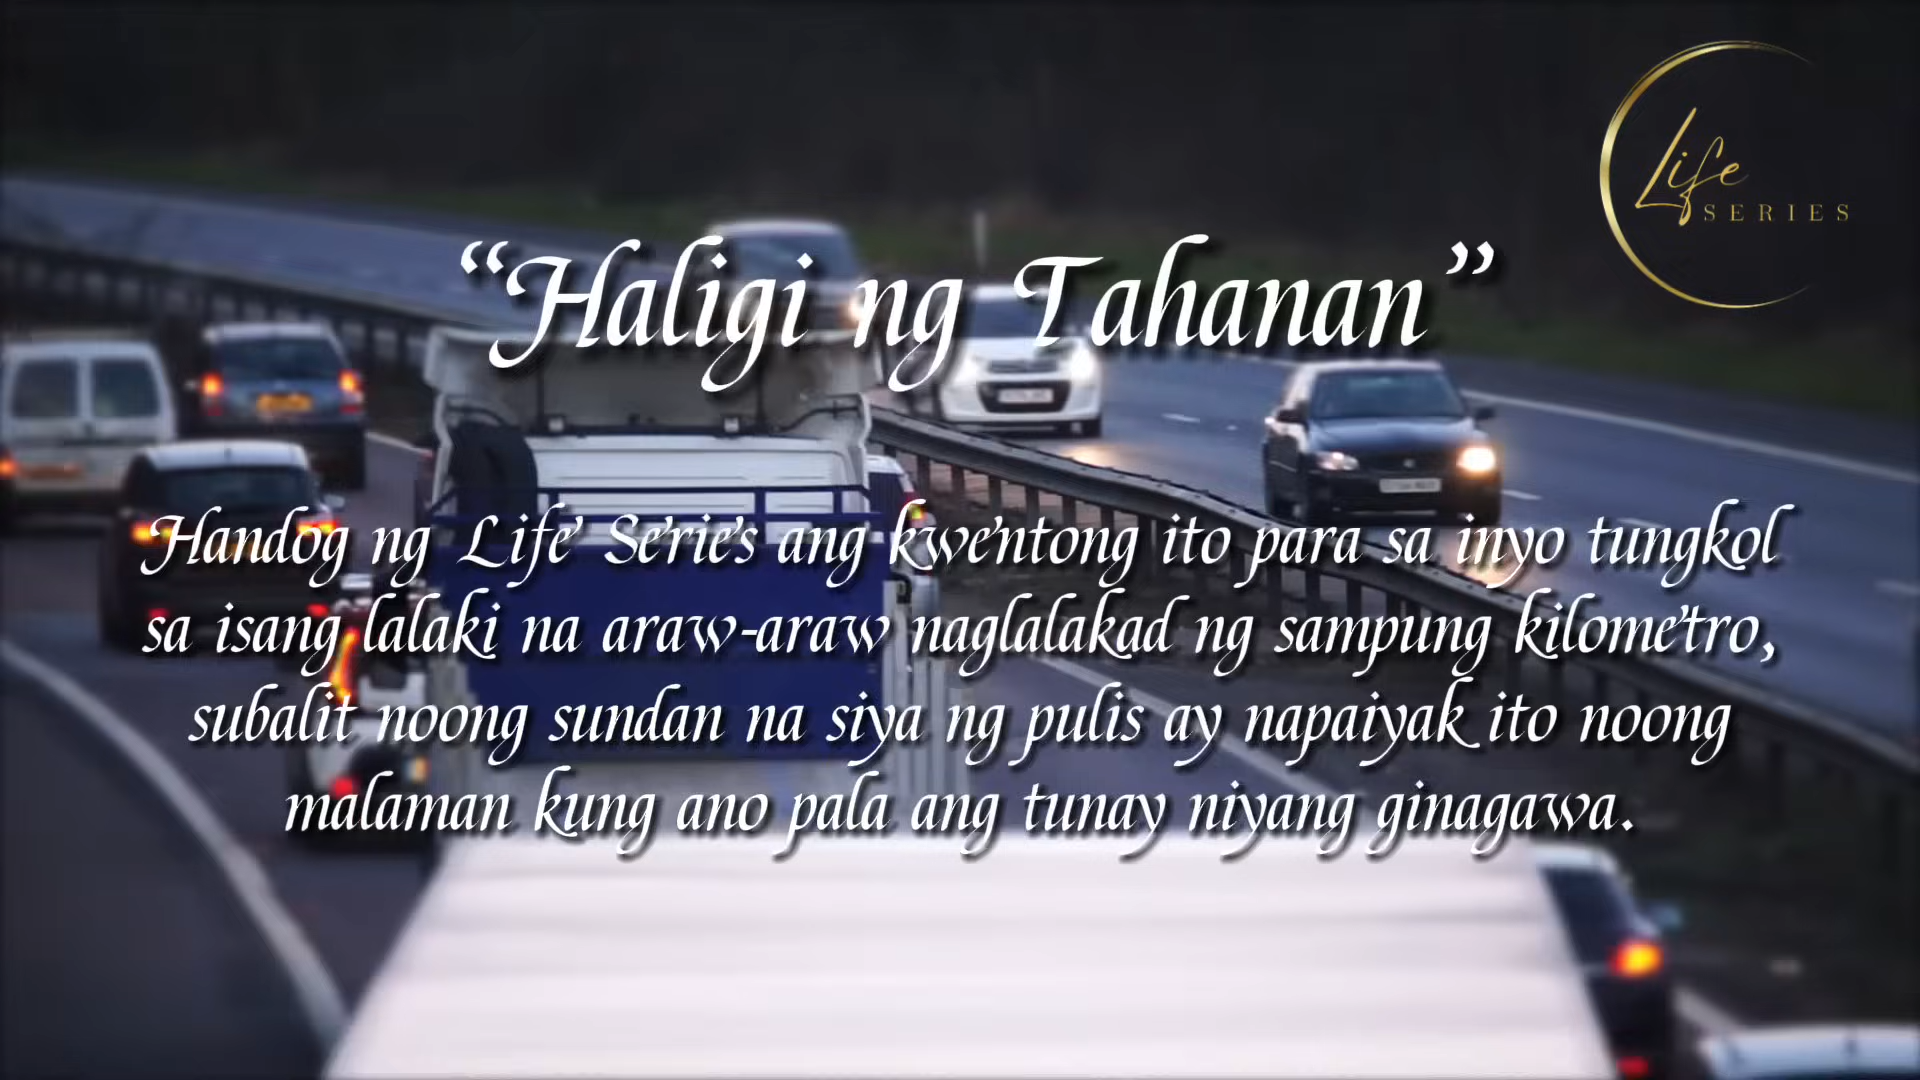 Life
SERIES
“Haligi ng Tahanan”
Handog ng Life Series ang kwentong ito para sa inyo tungkol
sa isang lalaki na araw-araw naglalakad ng sampung kilometro,
subalit noong sundan na siya ng pulis ay napaiyak ito noong
malaman kung ano pala ang tunay niyang ginagawa.